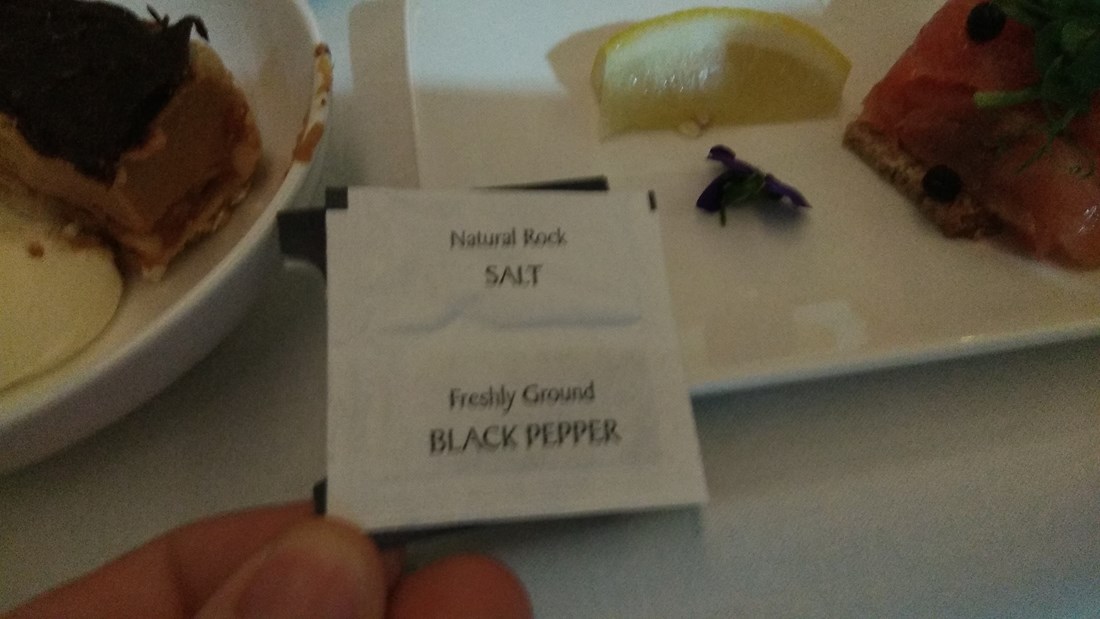 Natural Rock
SALT
Freshly Ground
BLACK PEPPER